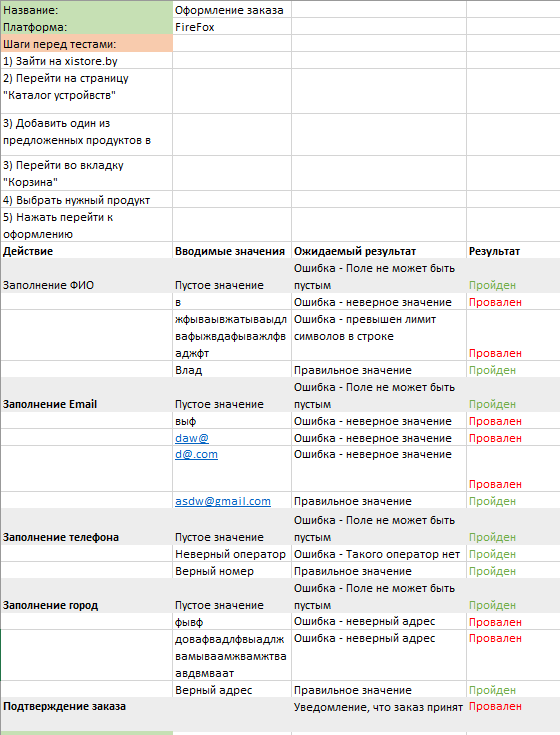 Название: Оформление заказа
Платформа: FireFox
Шаги перед тестами:
1) Зайти на xistore.by
2) Перейти на страницу
"Каталог устройвств"
3) Добавить один из
предложенных продуктов в
3) Перейти во вкладку
"Корзина"
4) Выбрать нужный продукт
5) Нажать перейти к
оформлению
Действие Вводимые значения Ожидаемый результат Результат
Ошибка - Поле не может быть
Заполнение ФИО Пустое значение пустым Пройден
в Ошибка - неверное значение Провален
жфываывжатываыдл Ошибка - превышен лимит
вафыжвдафыважлфв символов в строке
аджфт Провален
Влад Правильное значение Пройден
Ошибка - Поле не может быть
Заполнение Email Пустое значение пустым Пройден
выф Ошибка - неверное значение Провален
daw@ Ошибка - неверное значение Провален
d@.com Ошибка - неверное значение
Провален
asdw@gmail.com Правильное значение Пройден
Ошибка - Поле не может быть
Заполнение телефона Пустое значение пустым Пройден
Неверный оператор Ошибка - Такого оператор нет Пройден
Верный номер Правильное значение Пройден
Ошибка - Поле не может быть
Заполнение город Пустое значение пустым Пройден
фывф Ошибка - неверный адрес Провален
довафвадлфвыадлж Ошибка - неверный адрес Провален
вамываамжвамжтва
авдвмваат
Верный адрес Правильное значение Пройден
Подтверждение заказа Уведомление, что заказ принят Провален